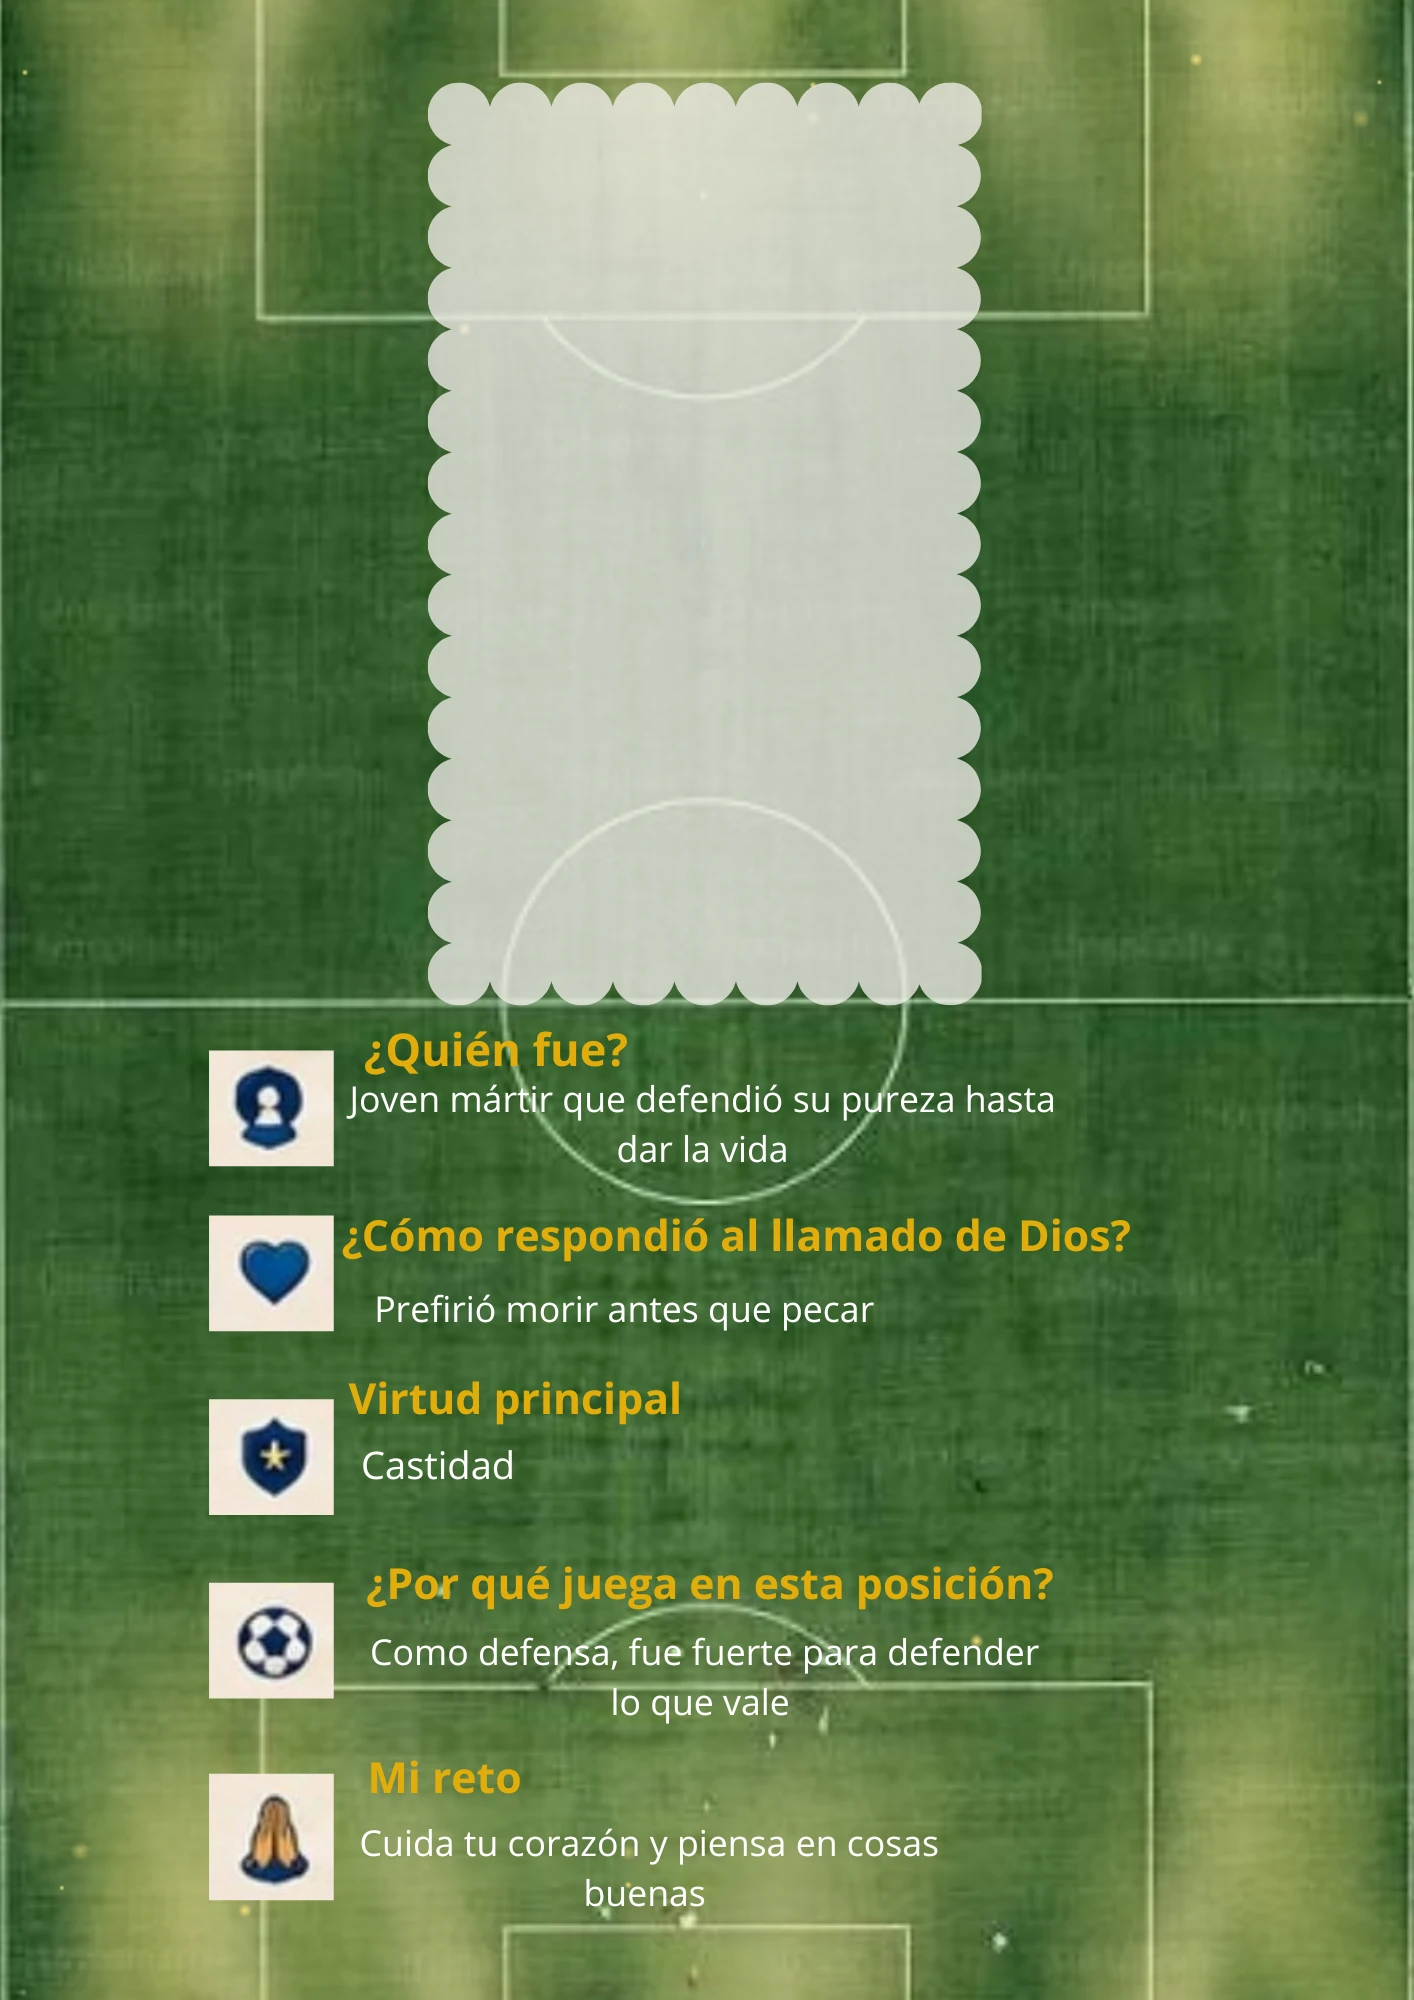 ¿Quién fue?
Joven mártir que defendió su pureza hasta
dar la vida
¿Cómo respondió al llamado de Dios?
Prefirió morir antes que pecar
Virtud principal
Castidad
¿Por qué juega en esta posición?
Como defensa, fue fuerte para defender
lo que vale
Mi reto
Cuida tu corazón y piensa en cosas
buenas